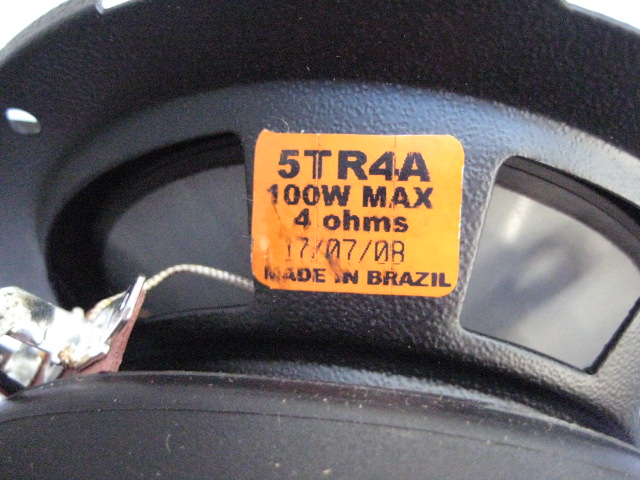 5TR4A
100W MAX
4 ohms
17/07/08
MADE IN BRAZIL